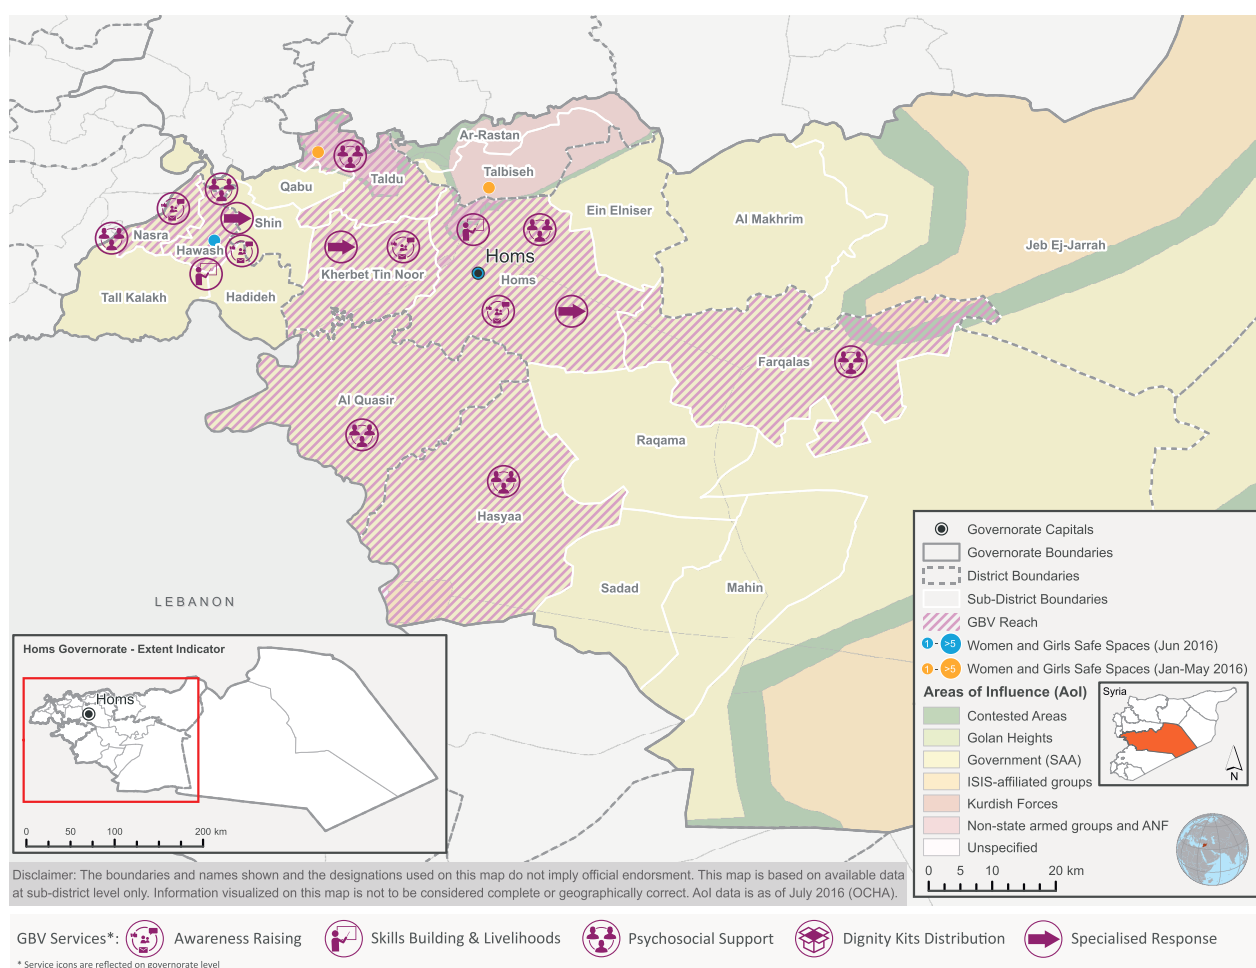 Ar-Rastan
Talbiseh
Taldu
Qabu
Ein Elniser
Al Makhrim
Jeb Ej-Jarrah
Shin
Nasra
Hawash
Homs
Homs
Kherbet Tin Noor
Tall Kalakh
Hadideh
Farqalas
Al Quasir
Raqama
Hasyaa
Sadad
Mahin
LEBANON
Governorate Capitals
Governorate Boundaries
District Boundaries
Sub-District Boundaries
GBV Reach
1 - >5 Women and Girls Safe Spaces (Jun 2016)
1 - >5 Women and Girls Safe Spaces (Jan-May 2016)
Areas of Influence (AoI)
Contested Areas
Golan Heights
Government (SAA)
ISIS-affiliated groups
Kurdish Forces
Non-state armed groups and ANF
Unspecified
0 5 10 20 km
Syria
N
Homs Governorate - Extent Indicator
Homs
0 50 100 200 km
Disclaimer: The boundaries and names shown and the designations used on this map do not imply official endorsment. This map is based on available data
at sub-district level only. Information visualized on this map is not to be considered complete or geographically correct. AoI data is as of July 2016 (OCHA).
GBV Services*: Awareness Raising Skills Building & Livelihoods Psychosocial Support Dignity Kits Distribution Specialised Response
* Service icons are reflected on governorate level